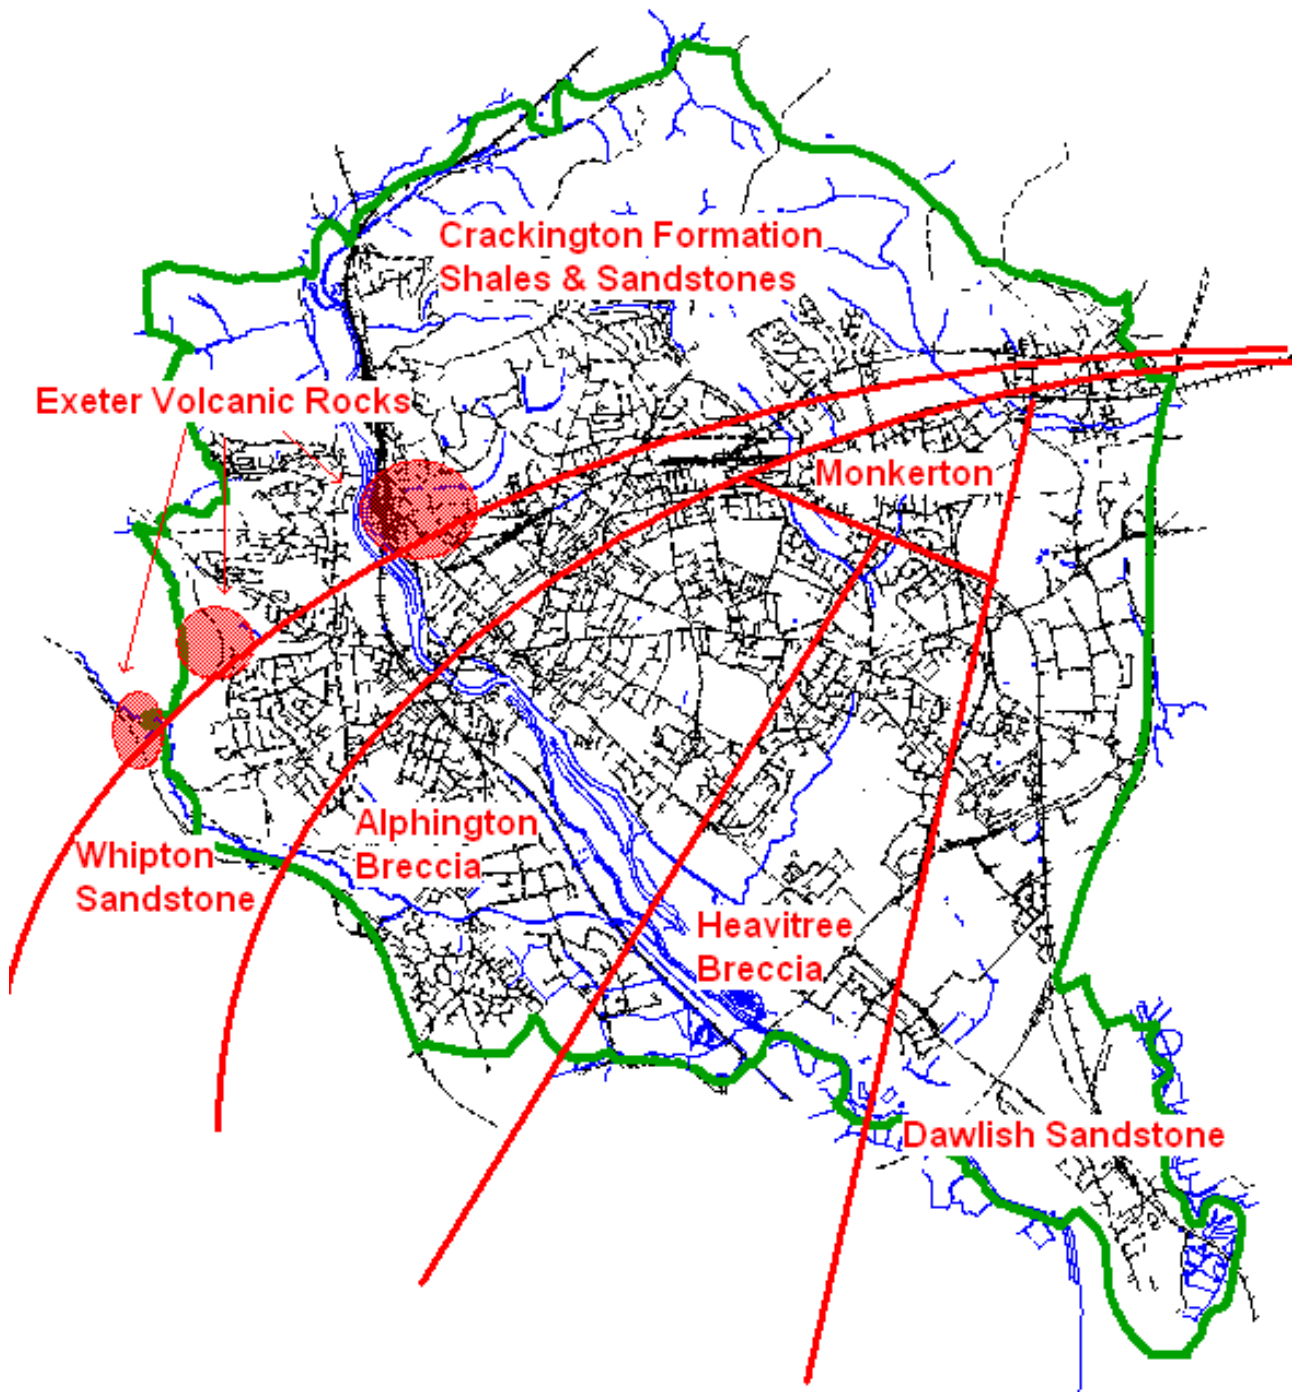 Crackington Formation
Shales & Sandstones
Exeter Volcanic Rocks
Monkerton
Alphington
Breccia
Whipton
Sandstone
Heavitree
Breccia
Dawlish Sandstone